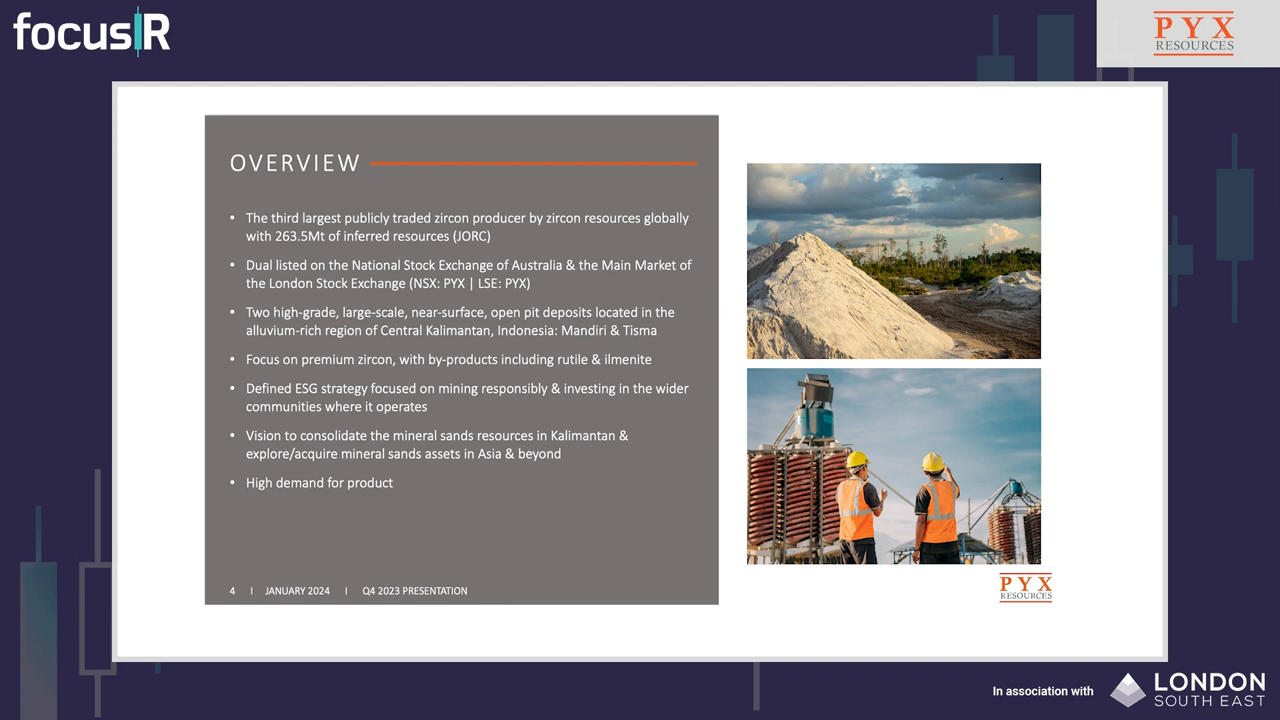 focusIR
PYX
RESOURCES
OVERVIEW
• The third largest publicly traded zircon producer by zircon resources globally
with 263.5Mt of inferred resources (JORC)
• Dual listed on the National Stock Exchange of Australia & the Main Market of
the London Stock Exchange (NSX: PYX | LSE: PYX)
• Two high-grade, large-scale, near-surface, open pit deposits located in the
alluvium-rich region of Central Kalimantan, Indonesia: Mandiri & Tisma
• Focus on premium zircon, with by-products including rutile & ilmenite
• Defined ESG strategy focused on mining responsibly & investing in the wider
communities where it operates
• Vision to consolidate the mineral sands resources in Kalimantan &
explore/acquire mineral sands assets in Asia & beyond
• High demand for product
4 I JANUARY 2024 I Q4 2023 PRESENTATION
PYX
RESOURCES
In association with
LONDON
SOUTH EAST